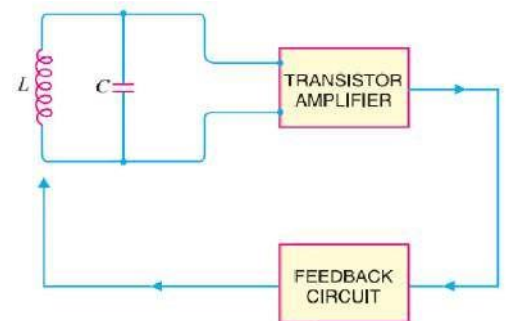 L
C
TRANSISTOR
AMPLIFIER
FEEDBACK
CIRCUIT